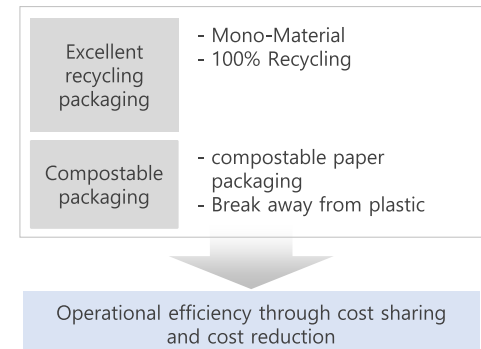 Excellent
recycling
packaging
- Mono-Material
- 100% Recycling
Compostable
packaging
- compostable paper
packaging
- Break away from plastic
Operational efficiency through cost sharing
and cost reduction